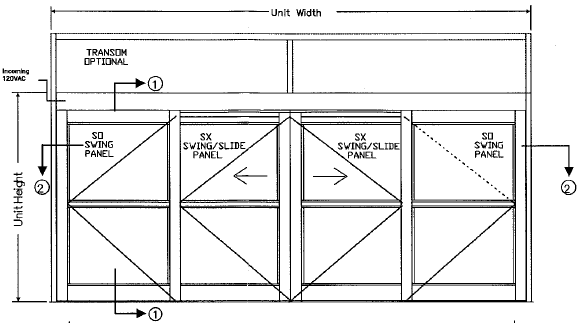 Unit Width
TRANSOM
OPTIONAL
Incoming
120VAC
1
SO
SWING
PANEL
SX
SWING/SLIDE
PANEL
SX
SWING/SLIDE
PANEL
SO
SWING
PANEL
2
2
Unit Height
1